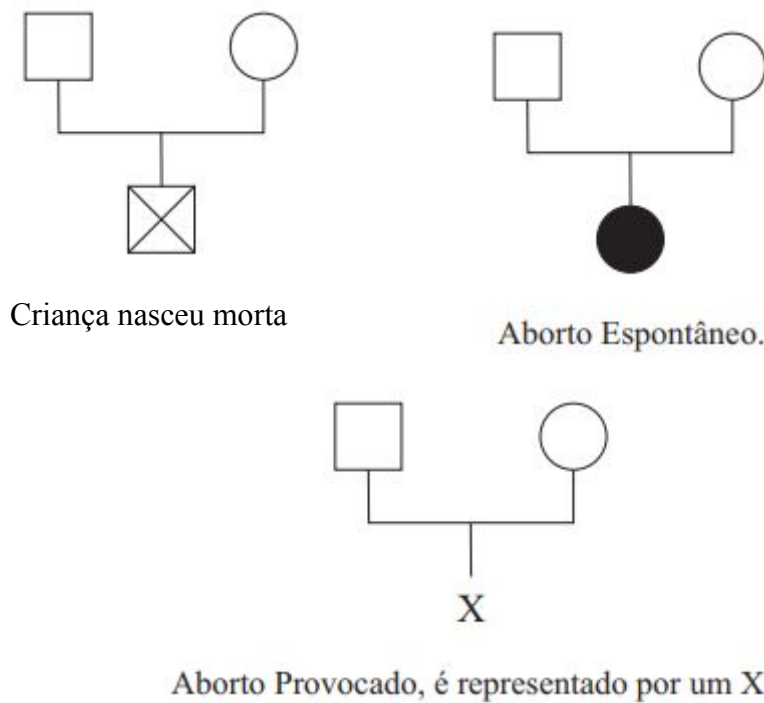 Criança nasceu morta
Aborto Espontâneo.
X
Aborto Provocado, é representado por um X